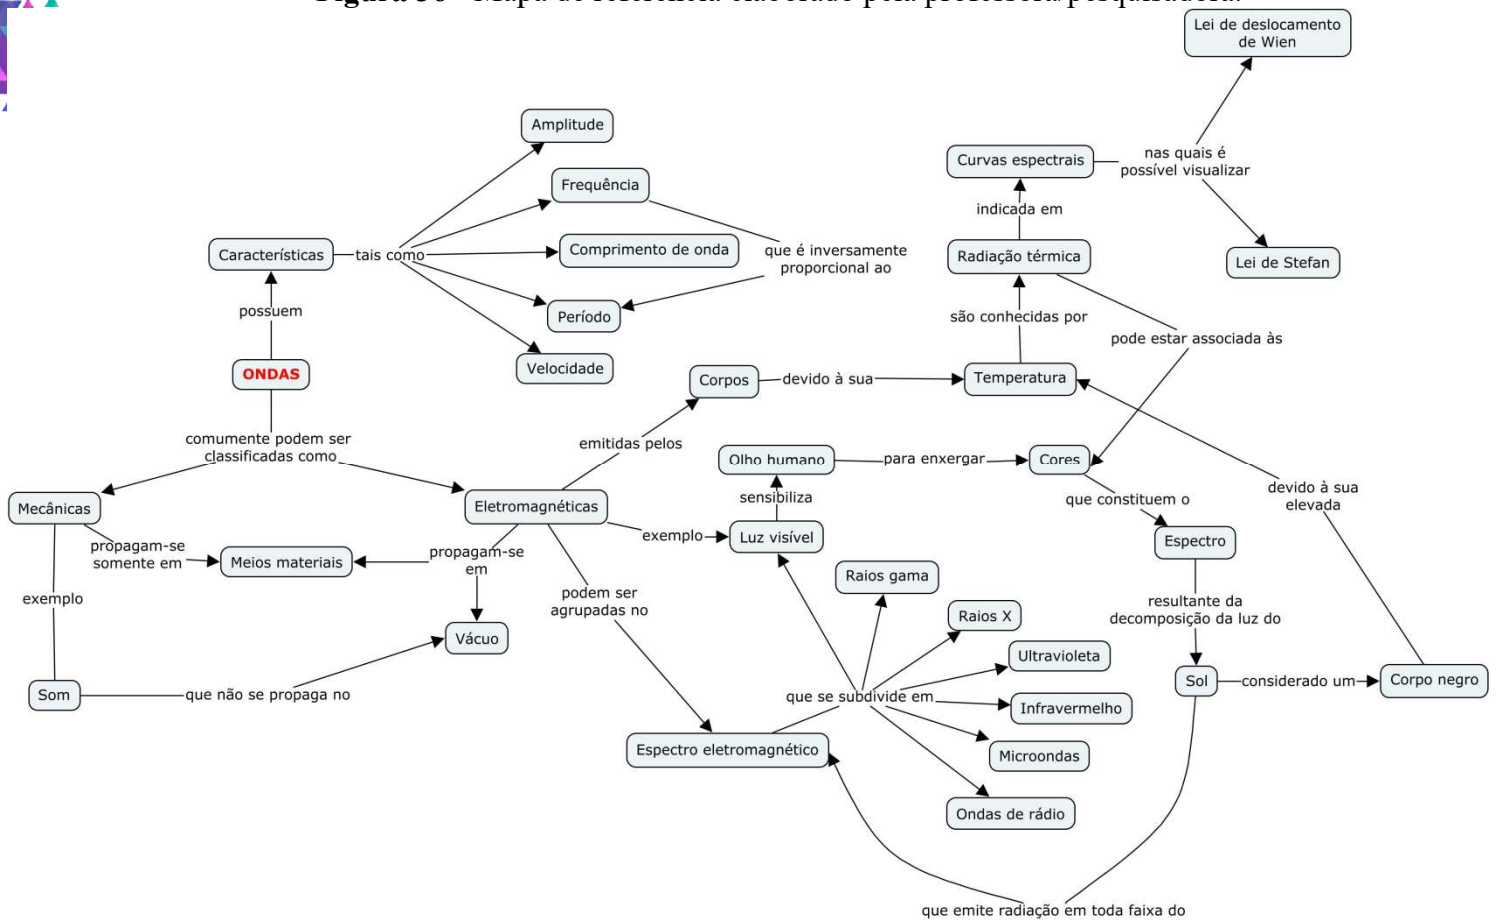 Figura 36 - Mapa de referência elaborado pela professora/pesquisadora.
Lei de deslocamento
de Wien
Amplitude
Curvas espectrais
nas quais é
possível visualizar
Frequência
indicada em
Características
tais como
Comprimento de onda
que é inversamente
proporcional ao
Radiação térmica
Lei de Stefan
possuem
Período
são conhecidas por
pode estar associada às
ONDAS
Velocidade
Corpos
devido à sua
Temperatura
comumente podem ser
classificadas como
emitidas pelos
Olho humano
para enxergar
Cores
Mecânicas
Eletromagnéticas
sensibiliza
que constituem o
devido à sua
elevada
propagam-se
somente em
Meios materiais
propagam-se
em
exemplo
Luz visível
Espectro
exemplo
podem ser
agrupadas no
Raios gama
resultante da
decomposição da luz do
Vácuo
Raios X
Ultravioleta
Som
que não se propaga no
que se subdivide em
Infravermelho
Sol
considerado um
Corpo negro
Espectro eletromagnético
Microondas
Ondas de rádio
que emite radiação em toda faixa do